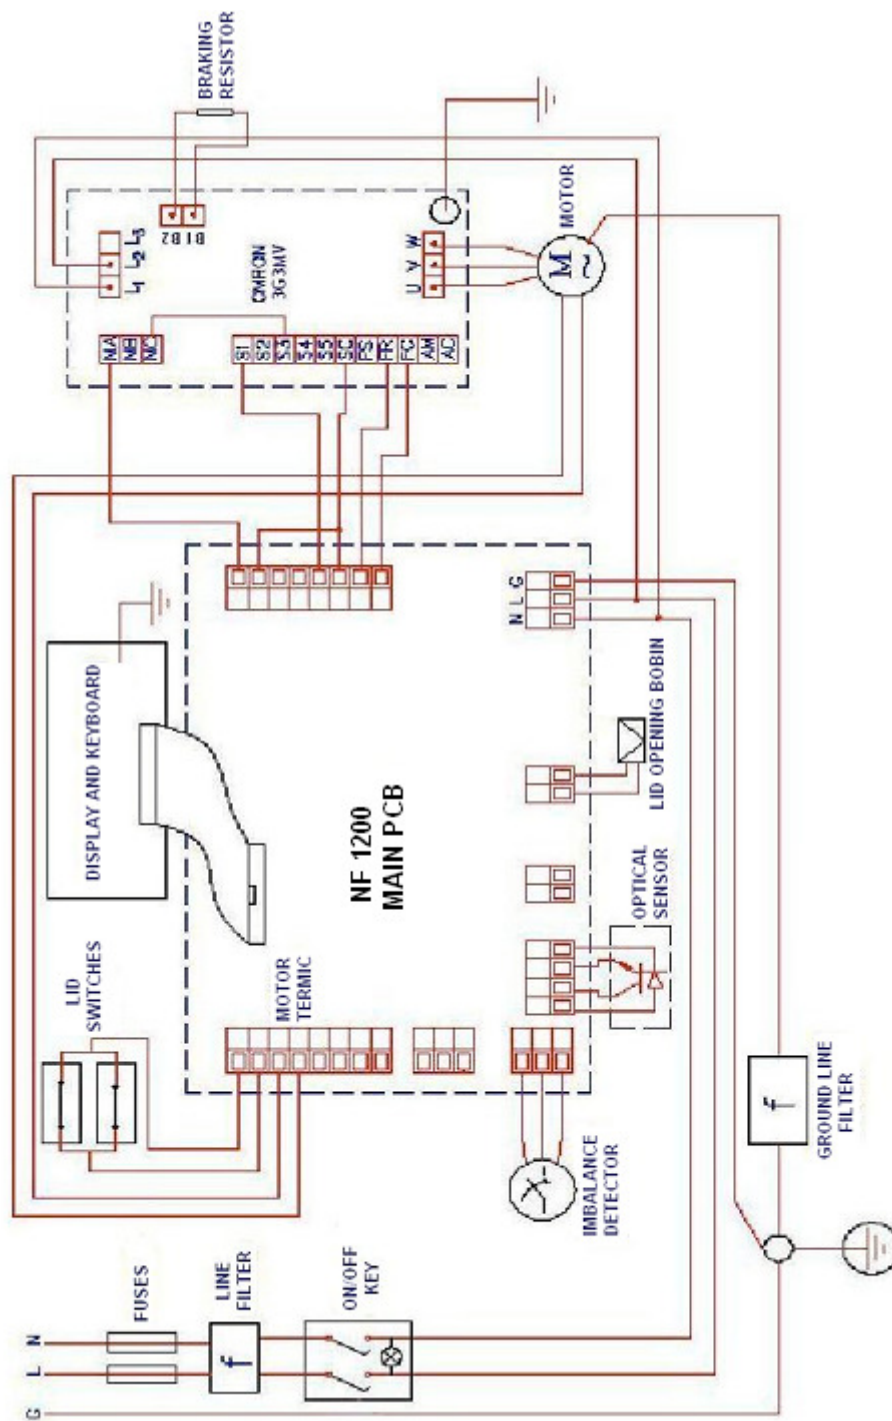 G
L
N
FUSES
LINE
FILTER
ON/OFF
KEY
LID
SWITCHES
DISPLAY AND KEYBOARD
MOTOR
TERMIC
NF 1200
MAIN PCB
IMBALANCE
DETECTOR
OPTICAL
SENSOR
LID OPENING BOBIN
N L G
MA
MB
MC
S1
S2
S3
S4
S5
SC
PS
FR
FC
AM
AC
L1 L2 L3
B1 B2
OMRON
3G3MV
U V W
BRAKING
RESISTOR
M
~
MOTOR
f
f
GROUND LINE
FILTER